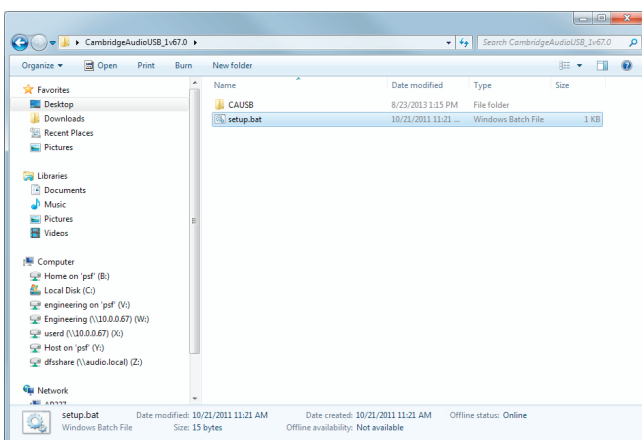 CambridgeAudioUSB_1v67.0
Search CambridgeAudioUSB_1v67.0
Organize Open Print Burn New folder
Name Date modified Type Size
Favorites
Desktop
Downloads
Recent Places
Pictures
CAUSB 8/23/2013 1:15 PM File folder
setup.bat 10/21/2011 11:21 ... Windows Batch File 1 KB
Libraries
Documents
Music
Pictures
Videos
Computer
Home on 'psf' (B:)
Local Disk (C:)
engineering on 'psf' (V:)
Engineering (\\10.0.0.67) (W:)
userd (\\10.0.0.67) (X:)
Host on 'psf' (Y:)
dfsshare (\\audio.local) (Z:)
Network
setup.bat Date modified: 10/21/2011 11:21 AM Date created: 10/21/2011 11:21 AM Offline status: Online
Windows Batch File Size: 15 bytes Offline availability: Not available